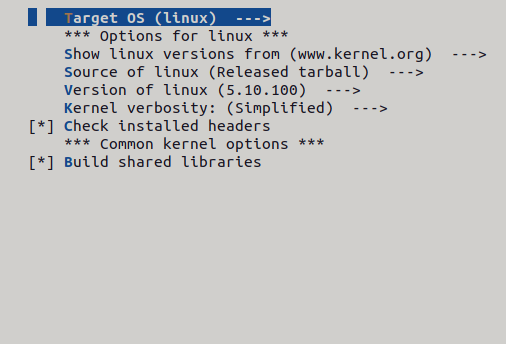 Target OS (linux)  --->
*** Options for linux ***
Show linux versions from (www.kernel.org)  --->
Source of linux (Released tarball)  --->
Version of linux (5.10.100)  --->
Kernel verbosity: (Simplified)  --->
[*] Check installed headers
*** Common kernel options ***
[*] Build shared libraries